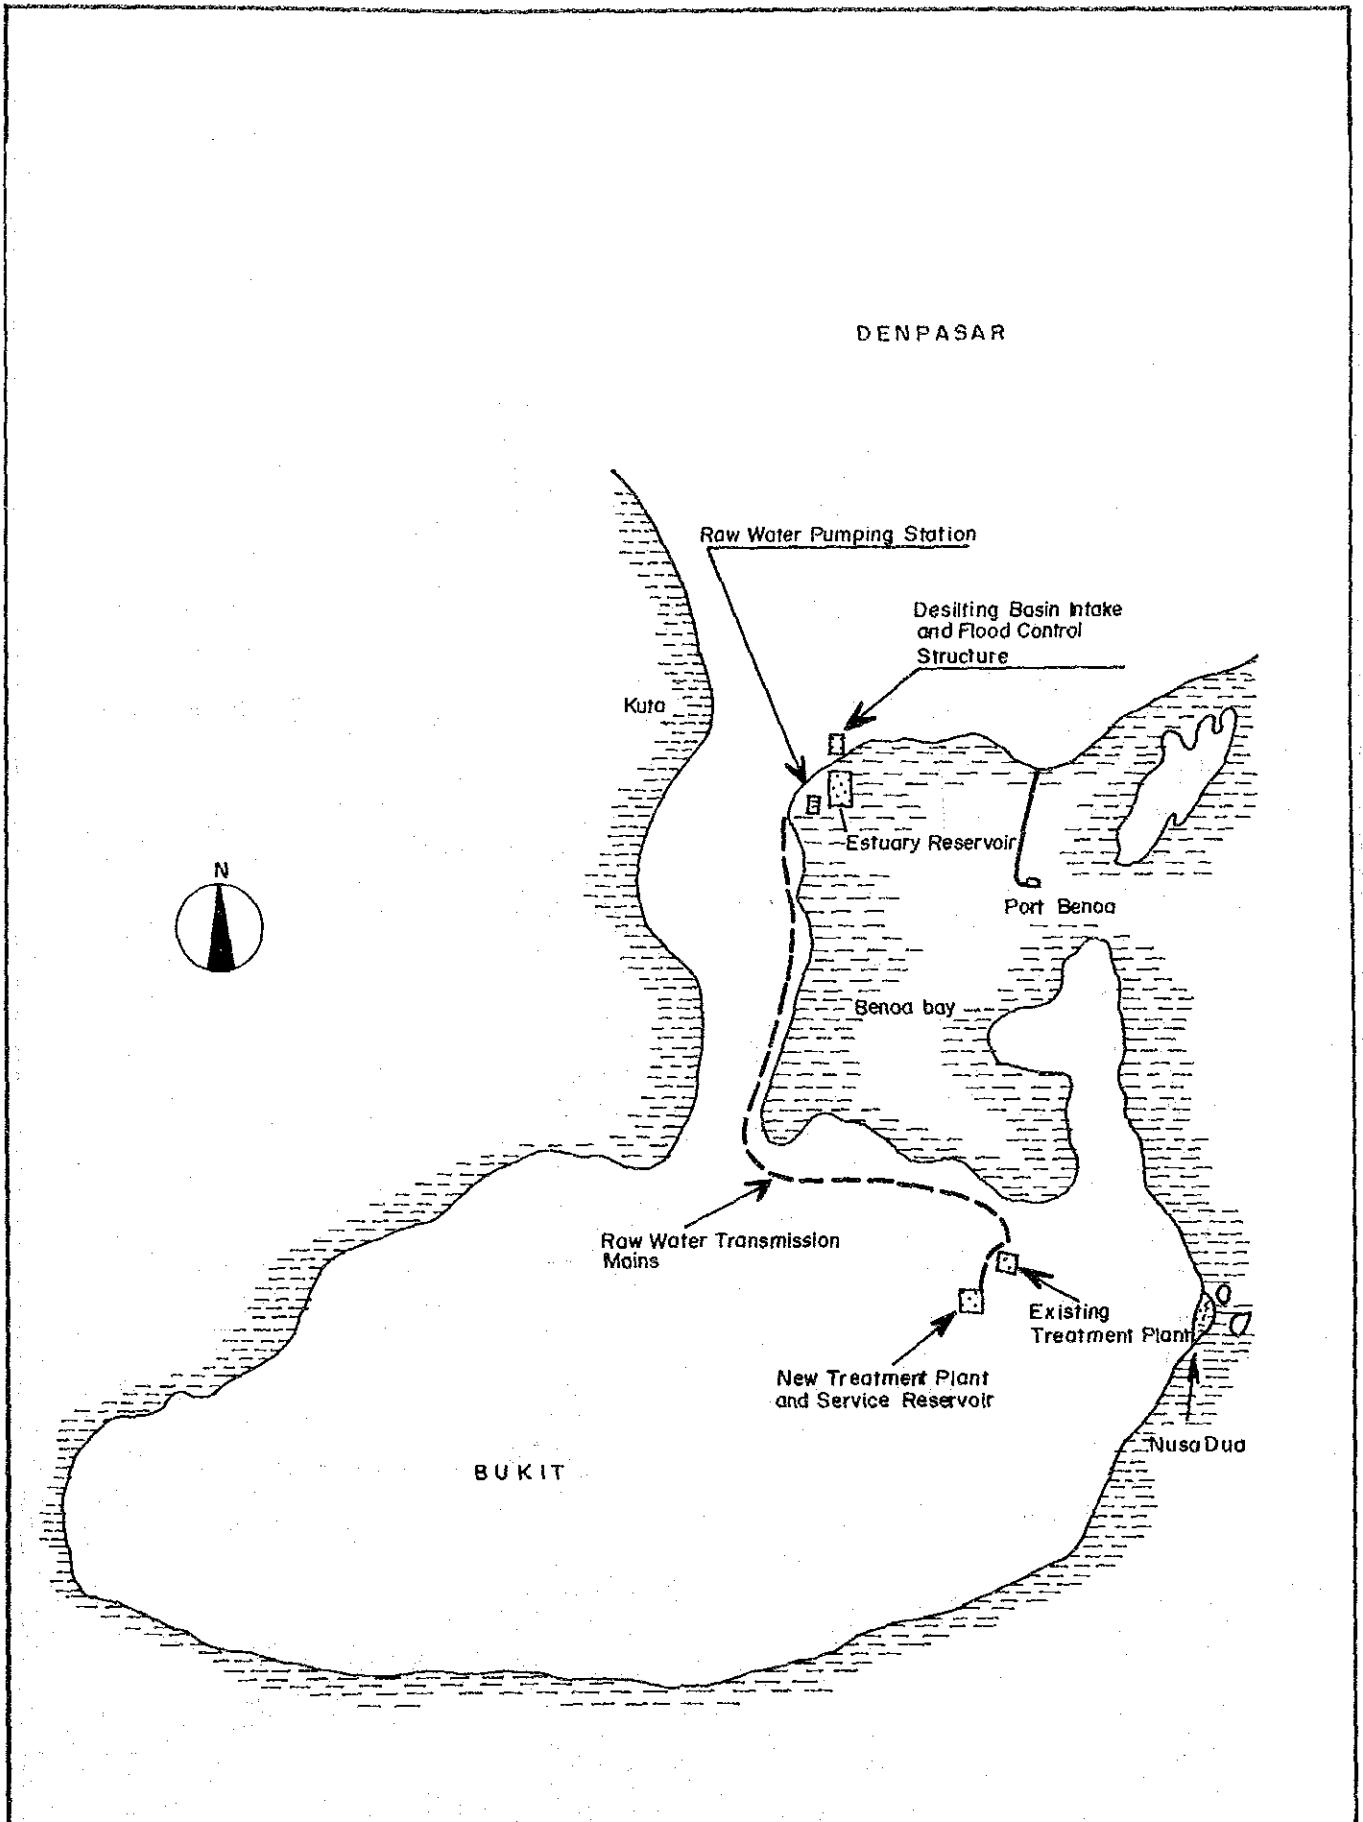 DENPASAR
Raw Water Pumping Station
Desilting Basin Intake
and Flood Control
Structure
Kuta
Estuary Reservoir
N
Port Benoa
Benoa bay
Raw Water Transmission
Mains
Existing
Treatment Plant
New Treatment Plant
and Service Reservoir
Nusa Dua
BUKIT